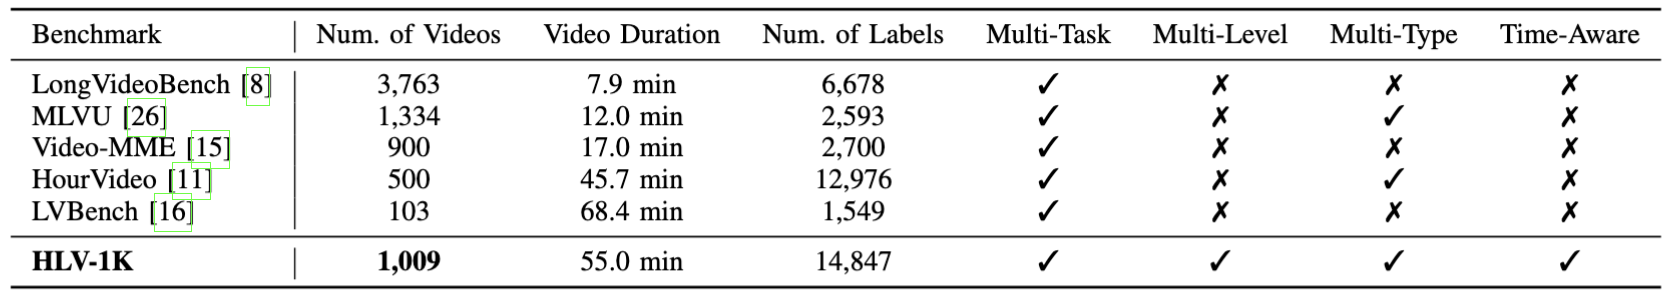 Benchmark Num. of Videos Video Duration Num. of Labels Multi-Task Multi-Level Multi-Type Time-Aware
LongVideoBench [8] 3,763 7.9 min 6,678 ✓ ✗ ✗ ✗
MLVU [26] 1,334 12.0 min 2,593 ✓ ✗ ✓ ✗
Video-MME [15] 900 17.0 min 2,700 ✓ ✗ ✗ ✗
HourVideo [11] 500 45.7 min 12,976 ✓ ✗ ✓ ✗
LVBench [16] 103 68.4 min 1,549 ✓ ✗ ✗ ✗
HLV-1K 1,009 55.0 min 14,847 ✓ ✓ ✓ ✓